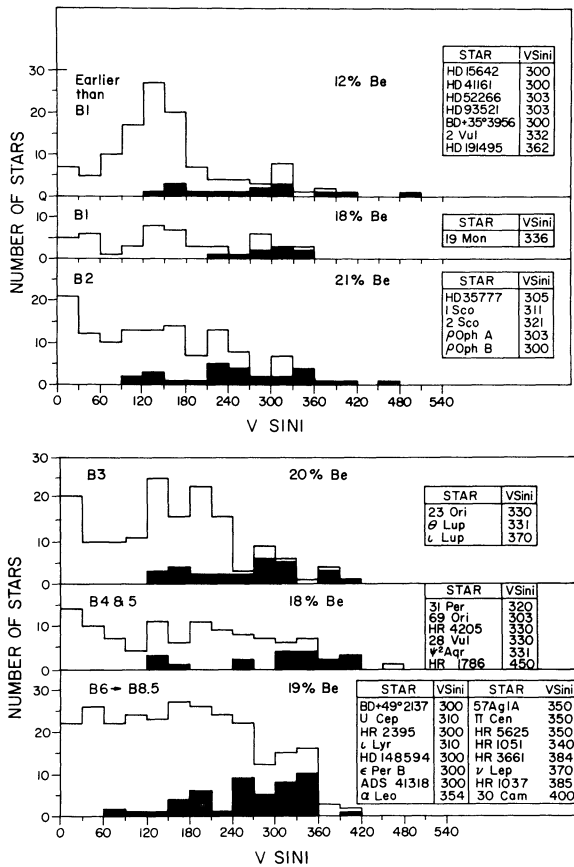 Earlier
than
B1
12% Be
30
20
10
0
STAR VSini
HD 15642 300
HD 41161 300
HD 52266 303
HD 93521 303
BD+35°3956 300
2 Vul 332
HD 191495 362
NUMBER OF STARS
B1
18% Be
10
0
STAR VSini
19 Mon 336
B2
21% Be
20
10
0
STAR VSini
HD35777 305
1 Sco 311
2 Sco 321
ρOph A 303
ρOph B 300
0 60 120 180 240 300 360 420 480 540
V SINI
B3
20% Be
30
20
10
0
STAR VSini
23 Ori 330
θ Lup 331
ι Lup 370
NUMBER OF STARS
B4 & 5
18% Be
10
0
STAR VSini
31 Per 320
69 Ori 303
HR 4205 330
28 Vul 330
ψ²Aqr 331
HR 1786 450
B6→B8.5
19% Be
30
20
10
0
STAR VSini STAR VSini
BD+49°2137 300 57AglA 350
U Cep 310 Π Cen 350
HR 2395 300 HR 5625 350
ι Lyr 310 HR 1051 340
HD 148594 300 HR 3661 384
ε Per B 300 ν Lep 370
ADS 41318 300 HR 1037 385
α Leo 354 30 Cam 400
0 60 120 180 240 300 360 420 480 540
V SINI